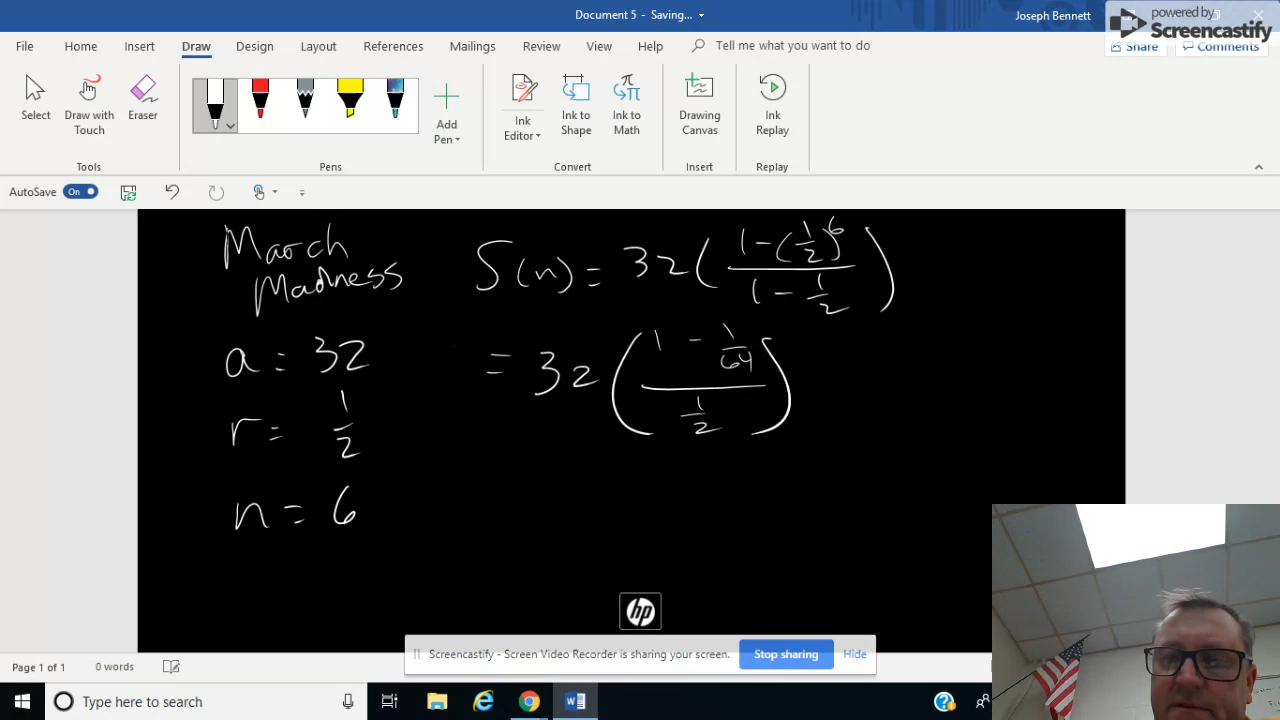 Document 5 - Saving...
Joseph Bennett
powered by
Screencastify
File Home Insert Draw Design Layout References Mailings Review View Help Tell me what you want to do
Share Comments
Select
Draw with Touch
Eraser
Add Pen
Ink Editor
Ink to Shape
Ink to Math
Drawing Canvas
Ink Replay
Tools Pens Convert Insert Replay
AutoSave On
March
Madness
a = 32
r = 1/2
n = 6
S(n) = 32 ( (1 - (1/2)^6) / (1 - 1/2) )
= 32 ( (1 - 1/64) / (1/2) )
hp
Screencastify - Screen Video Recorder is sharing your screen. Stop sharing Hide
Page 1 of 1 0 words
Type here to search